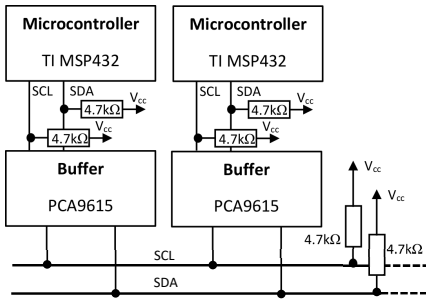 Microcontroller
TI MSP432
SCL
SDA
4.7kΩ
Vcc
4.7kΩ
Vcc
Buffer
PCA9615
Microcontroller
TI MSP432
SCL
SDA
4.7kΩ
Vcc
4.7kΩ
Vcc
Buffer
PCA9615
Vcc
Vcc
4.7kΩ
4.7kΩ
SCL
SDA